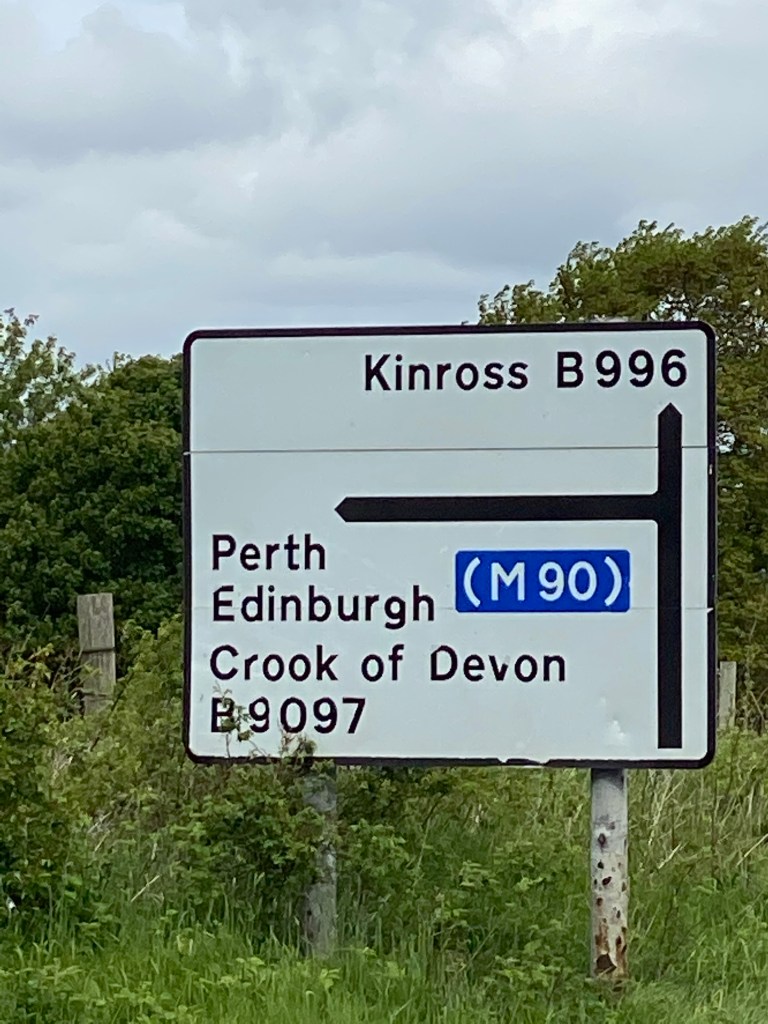 Kinross B996
Perth
Edinburgh (M90)
Crook of Devon
B9097